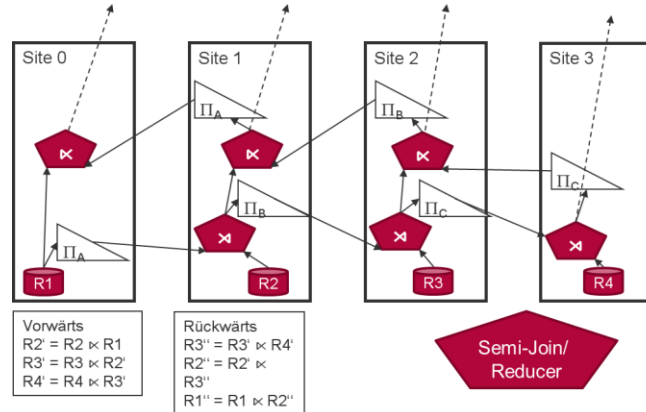 Site 0
Site 1
Site 2
Site 3
Π_A
Π_B
⋉
⋉
⋉
Π_C
Π_B
Π_C
Π_A
⋊
⋊
⋊
R1
R2
R3
R4
Vorwärts
R2‘ = R2 ⋉ R1
R3‘ = R3 ⋉ R2‘
R4‘ = R4 ⋉ R3‘
Rückwärts
R3‘‘ = R3‘ ⋉ R4‘
R2‘‘ = R2‘ ⋉
R3‘‘
R1‘‘ = R1 ⋉ R2‘‘
Semi-Join/
Reducer